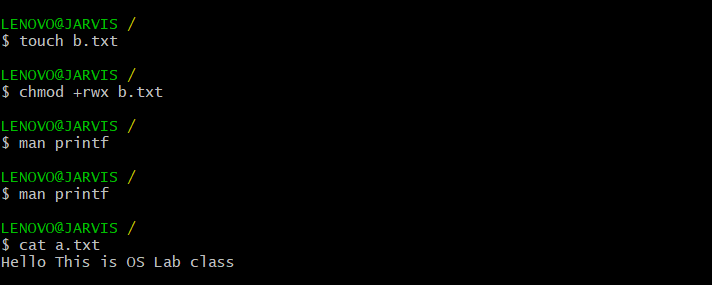 LENOVO@JARVIS /
$ touch b.txt
LENOVO@JARVIS /
$ chmod +rwx b.txt
LENOVO@JARVIS /
$ man printf
LENOVO@JARVIS /
$ man printf
LENOVO@JARVIS /
$ cat a.txt
Hello This is OS Lab class